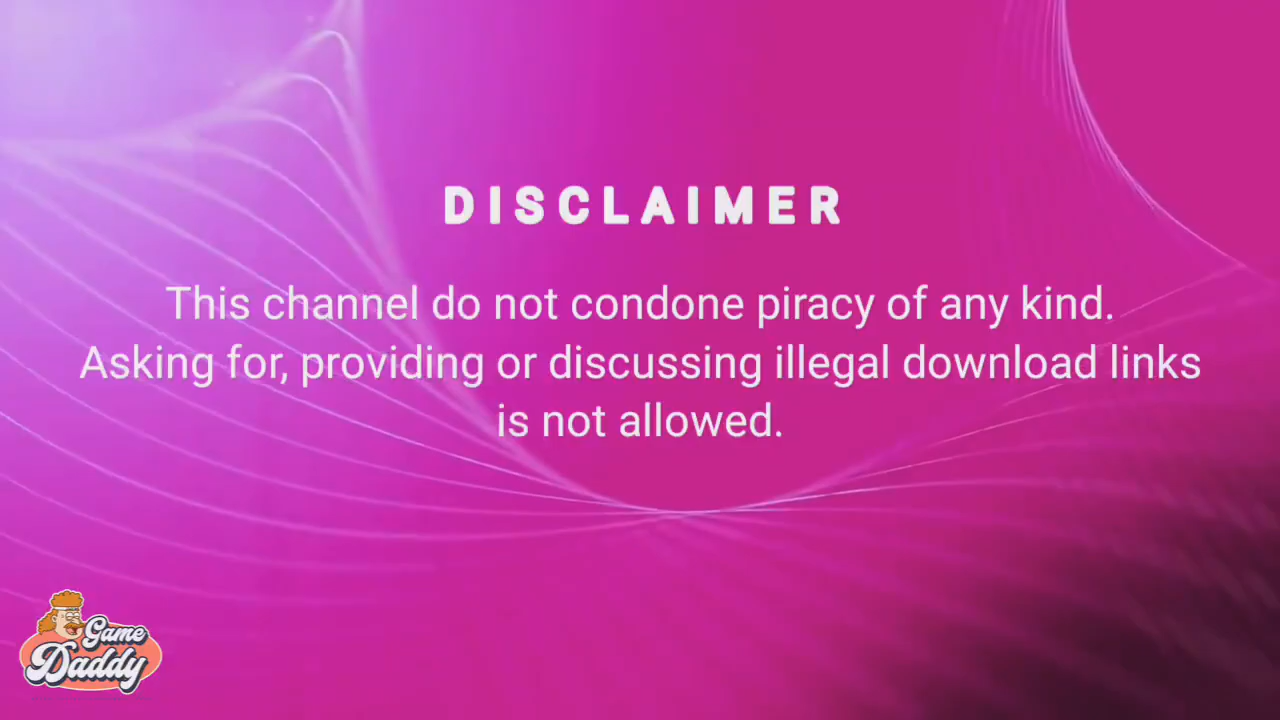 DISCLAIMER
This channel do not condone piracy of any kind.
Asking for, providing or discussing illegal download links
is not allowed.
Game
Daddy